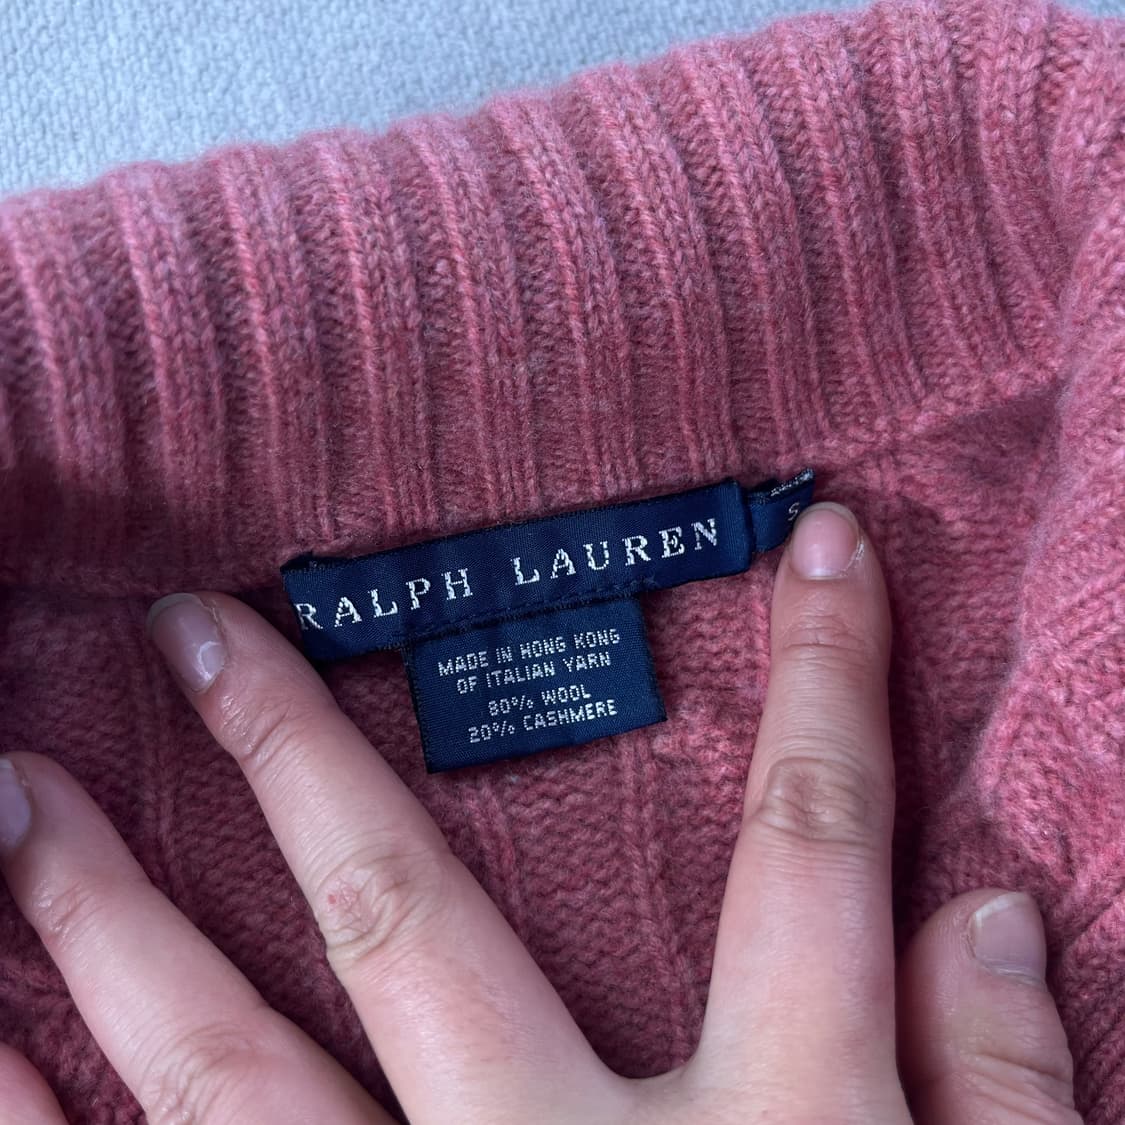 RALPH LAUREN
S
MADE IN HONG KONG
OF ITALIAN YARN
80% WOOL
20% CASHMERE